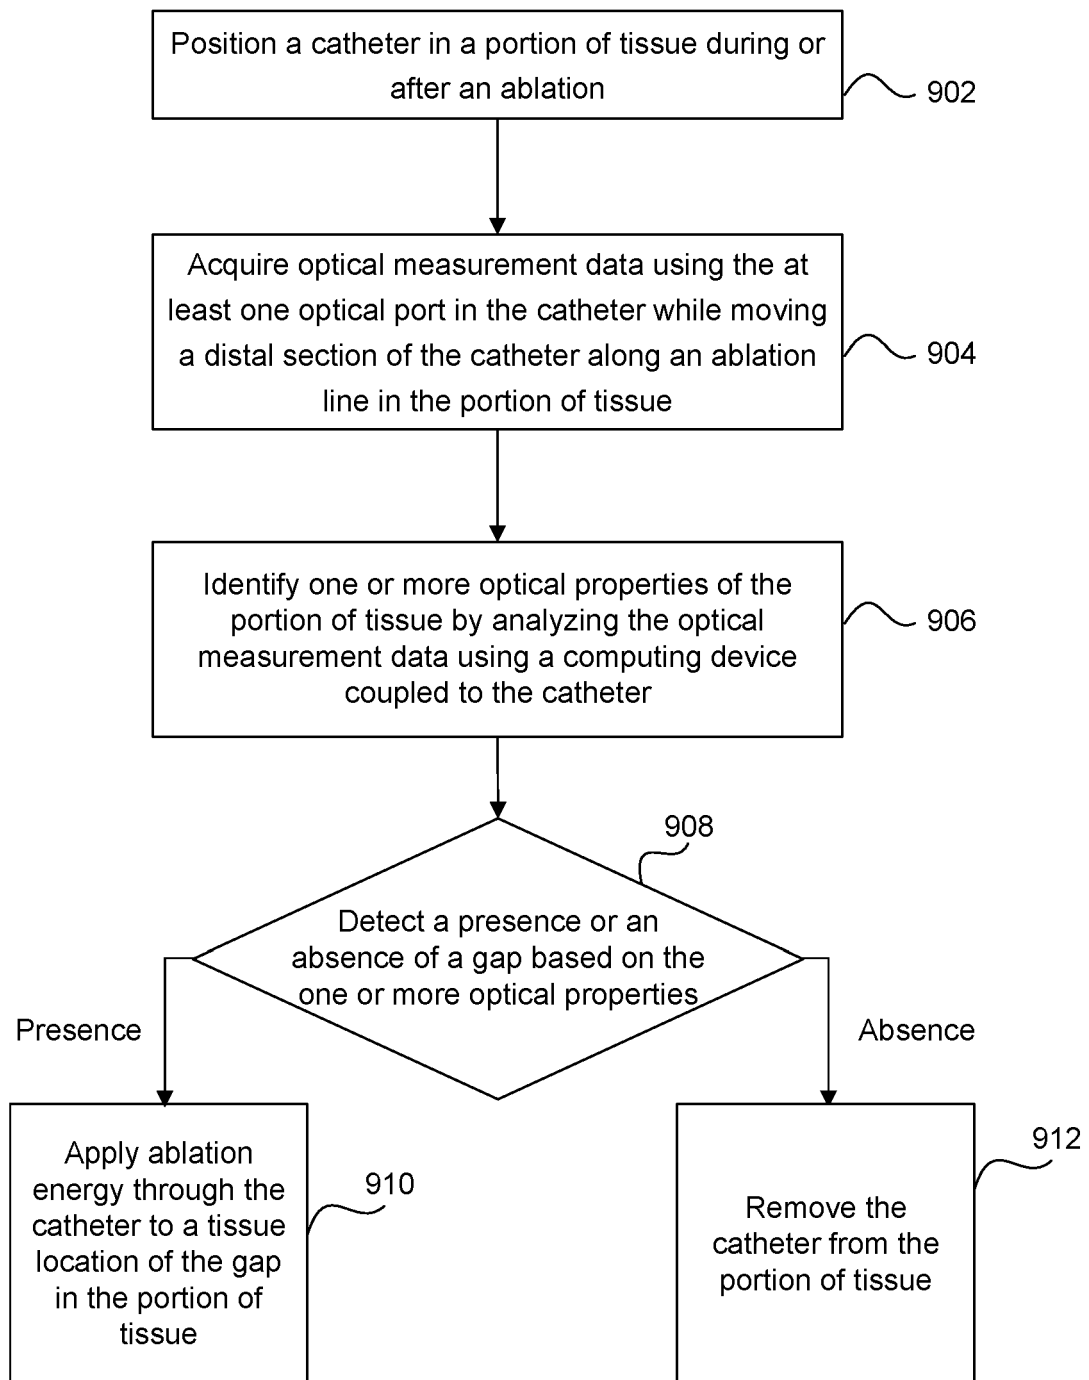 Position a catheter in a portion of tissue during or
after an ablation
902
Acquire optical measurement data using the at
least one optical port in the catheter while moving
a distal section of the catheter along an ablation
line in the portion of tissue
904
Identify one or more optical properties of the
portion of tissue by analyzing the optical
measurement data using a computing device
coupled to the catheter
906
908
Detect a presence or an
absence of a gap based on the
one or more optical properties
Presence
Absence
Apply ablation
energy through the
catheter to a tissue
location of the gap
in the portion of
tissue
910
912
Remove the
catheter from the
portion of tissue